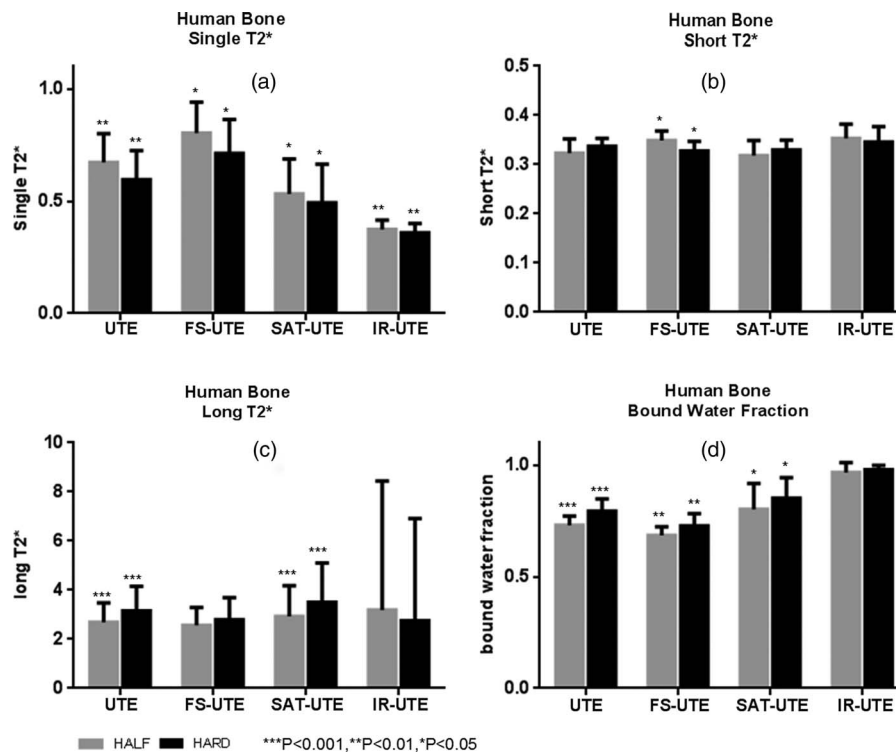 Human Bone
Single T2*
(a)
Single T2*
1.0
0.5
0.0
** ** * * * * ** **
UTE FS-UTE SAT-UTE IR-UTE
Human Bone
Short T2*
(b)
Short T2*
0.5
0.4
0.3
0.2
0.1
0.0
* *
UTE FS-UTE SAT-UTE IR-UTE
Human Bone
Long T2*
(c)
long T2*
10
8
6
4
2
0
*** *** *** ***
UTE FS-UTE SAT-UTE IR-UTE
Human Bone
Bound Water Fraction
(d)
bound water fraction
1.0
0.5
0.0
*** *** ** ** * *
UTE FS-UTE SAT-UTE IR-UTE
HALF HARD ***P<0.001,**P<0.01,*P<0.05